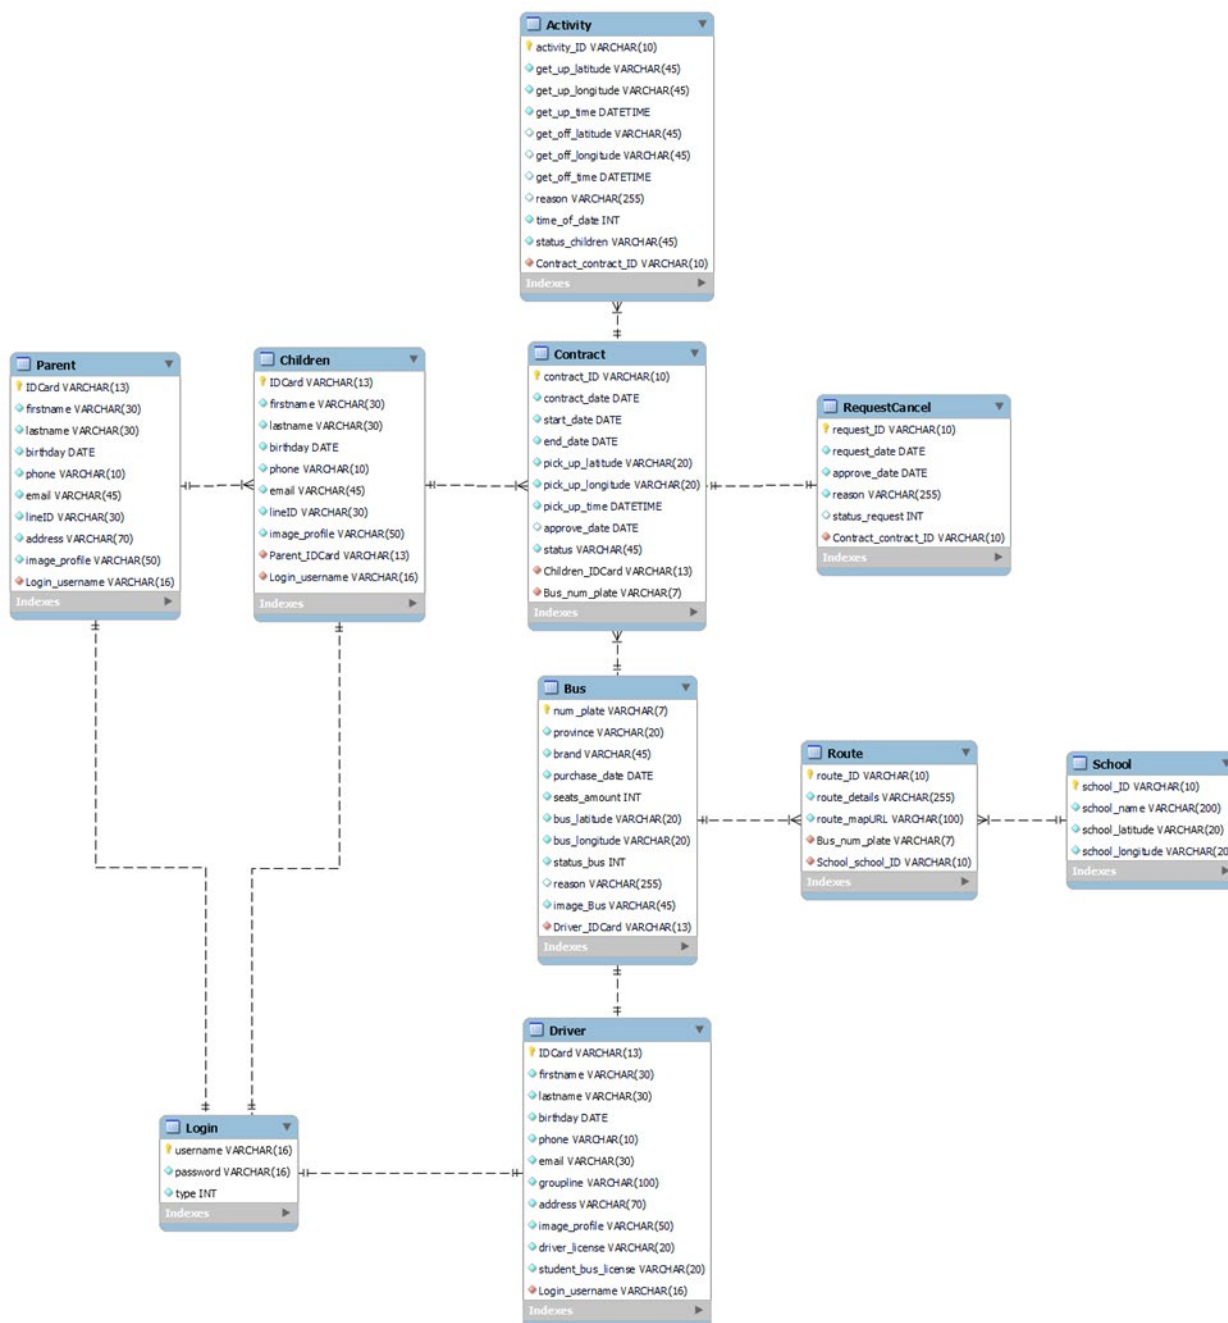 Activity
activity_ID VARCHAR(10)
get_up_latitude VARCHAR(45)
get_up_longitude VARCHAR(45)
get_up_time DATETIME
get_off_latitude VARCHAR(45)
get_off_longitude VARCHAR(45)
get_off_time DATETIME
reason VARCHAR(255)
time_of_date INT
status_children VARCHAR(45)
Contract_contract_ID VARCHAR(10)
Indexes
Parent
IDCard VARCHAR(13)
firstname VARCHAR(30)
lastname VARCHAR(30)
birthday DATE
phone VARCHAR(10)
email VARCHAR(45)
lineID VARCHAR(30)
address VARCHAR(70)
image_profile VARCHAR(50)
Login_username VARCHAR(16)
Indexes
Children
IDCard VARCHAR(13)
firstname VARCHAR(30)
lastname VARCHAR(30)
birthday DATE
phone VARCHAR(10)
email VARCHAR(45)
lineID VARCHAR(30)
image_profile VARCHAR(50)
Parent_IDCard VARCHAR(13)
Login_username VARCHAR(16)
Indexes
Contract
contract_ID VARCHAR(10)
contract_date DATE
start_date DATE
end_date DATE
pick_up_latitude VARCHAR(20)
pick_up_longitude VARCHAR(20)
pick_up_time DATETIME
approve_date DATE
status VARCHAR(45)
Children_IDCard VARCHAR(13)
Bus_num_plate VARCHAR(7)
Indexes
RequestCancel
request_ID VARCHAR(10)
request_date DATE
approve_date DATE
reason VARCHAR(255)
status_request INT
Contract_contract_ID VARCHAR(10)
Indexes
Bus
num_plate VARCHAR(7)
province VARCHAR(20)
brand VARCHAR(45)
purchase_date DATE
seats_amount INT
bus_latitude VARCHAR(20)
bus_longitude VARCHAR(20)
status_bus INT
reason VARCHAR(255)
image_Bus VARCHAR(45)
Driver_IDCard VARCHAR(13)
Indexes
Route
route_ID VARCHAR(10)
route_details VARCHAR(255)
route_mapURL VARCHAR(100)
Bus_num_plate VARCHAR(7)
School_school_ID VARCHAR(10)
Indexes
School
school_ID VARCHAR(10)
school_name VARCHAR(200)
school_latitude VARCHAR(20)
school_longitude VARCHAR(20
Indexes
Login
username VARCHAR(16)
password VARCHAR(16)
type INT
Indexes
Driver
IDCard VARCHAR(13)
firstname VARCHAR(30)
lastname VARCHAR(30)
birthday DATE
phone VARCHAR(10)
email VARCHAR(30)
groupline VARCHAR(100)
address VARCHAR(70)
image_profile VARCHAR(50)
driver_license VARCHAR(20)
student_bus_license VARCHAR(20)
Login_username VARCHAR(16)
Indexes